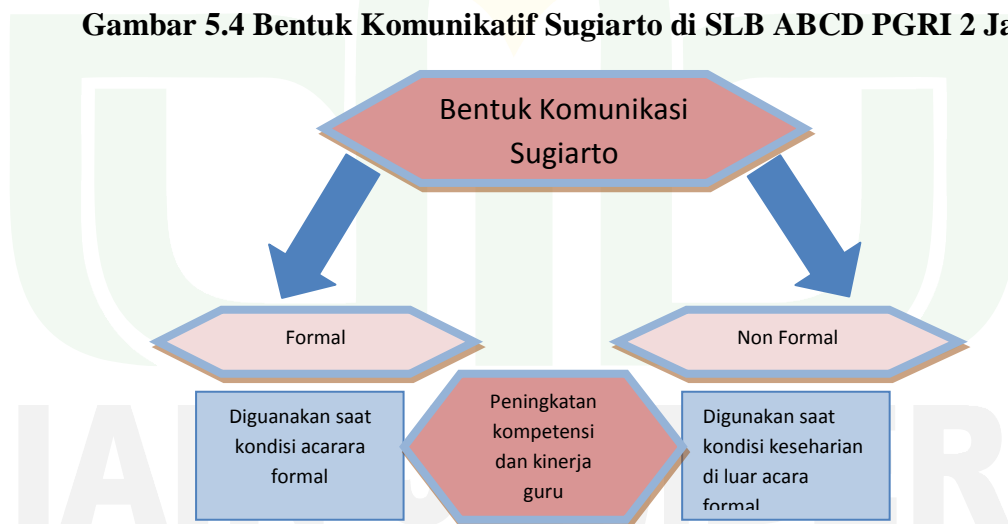 Gambar 5.4 Bentuk Komunikatif Sugiarto di SLB ABCD PGRI 2 Ja
Bentuk Komunikasi
Sugiarto
Formal
Non Formal
Diguanakan saat
kondisi acarara
formal
Peningkatan
kompetensi
dan kinerja
guru
Digunakan saat
kondisi keseharian
di luar acara
formal